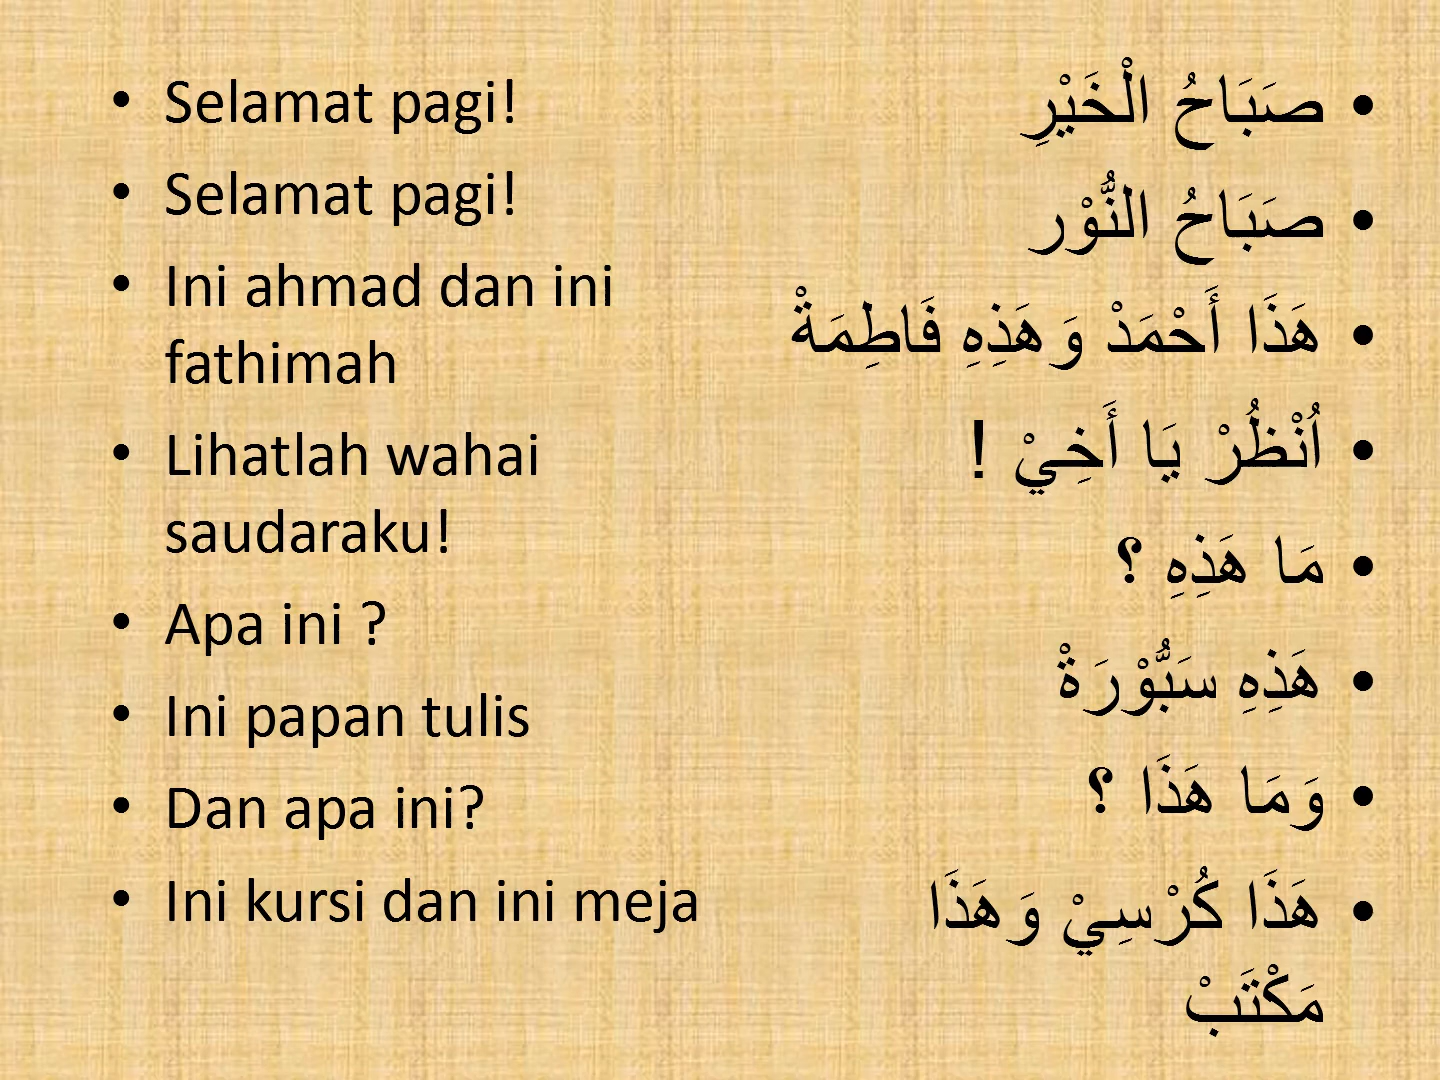 • Selamat pagi!
• Selamat pagi!
• Ini ahmad dan ini
fathimah
• Lihatlah wahai
saudaraku!
• Apa ini ?
• Ini papan tulis
• Dan apa ini?
• Ini kursi dan ini meja
• صَبَاحُ الْخَيْرِ
• صَبَاحُ النُّوْر
• هَذَا أَحْمَدْ وَهَذِهِ فَاطِمَةْ
• اُنْظُرْ يَا أَخِيْ !
• مَا هَذِهِ ؟
• هَذِهِ سَبُّوْرَةْ
• وَمَا هَذَا ؟
• هَذَا كُرْسِيْ وَهَذَا
مَكْتَبْ